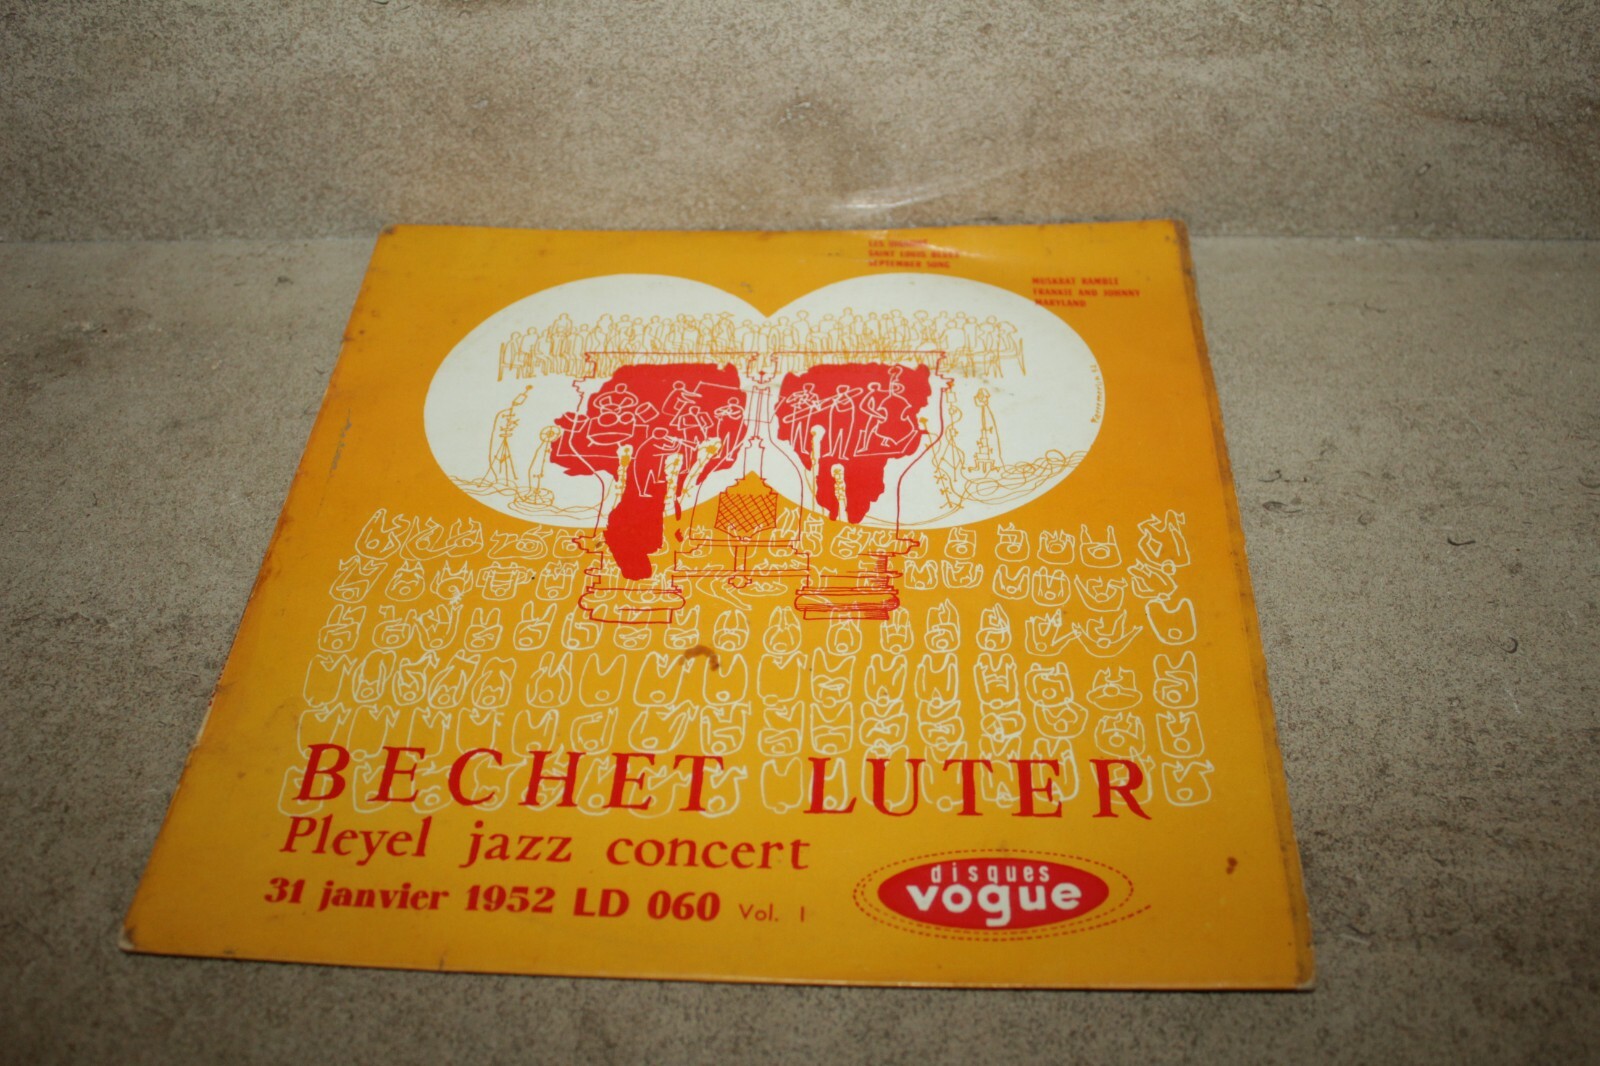 LES OIGNONS
SAINT LOUIS BLUES
SEPTEMBER SONG
MUSKRAT RAMBLE
FRANKIE AND JOHNNY
MARYLAND
BECHET LUTER
Pleyel jazz concert
31 janvier 1952 LD 060 Vol. 1
disques
vogue